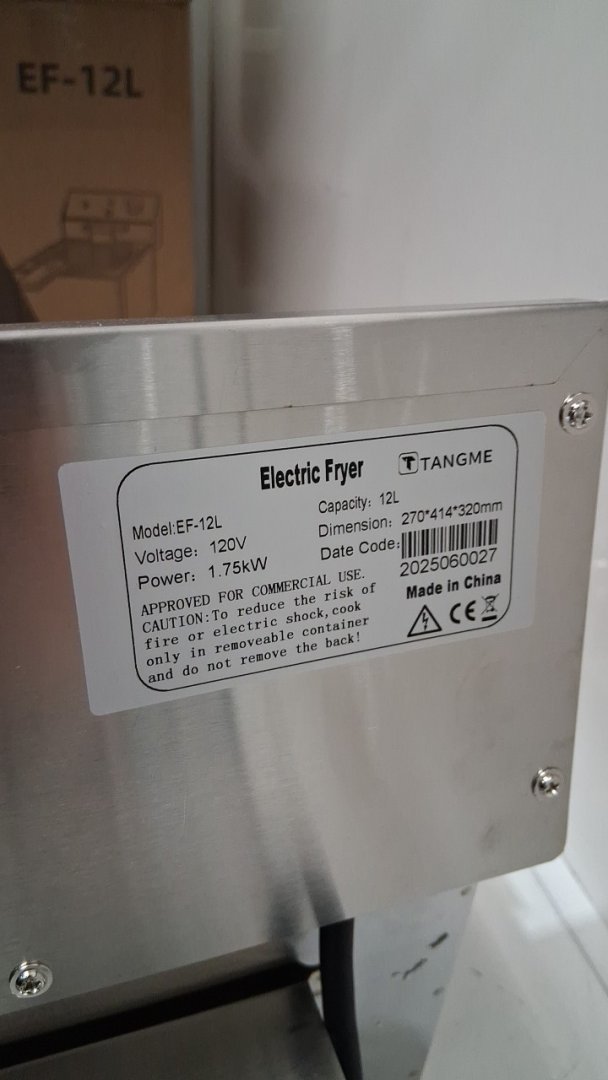 EF-12L
Electric Fryer
TANGME
Model:EF-12L
Capacity: 12L
Voltage: 120V
Dimension: 270*414*320mm
Power: 1.75kW
Date Code:
2025060027
APPROVED FOR COMMERCIAL USE.
CAUTION:To reduce the risk of
fire or electric shock,cook
only in removeable container
and do not remove the back!
Made in China
CE